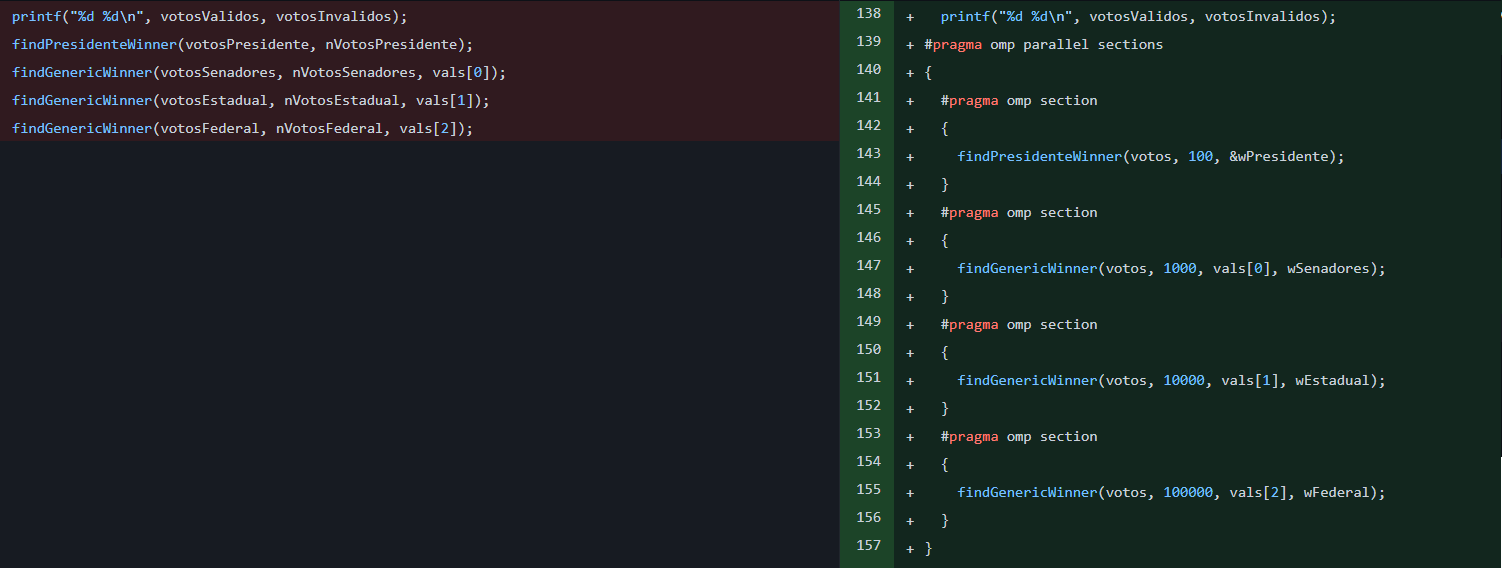 printf("%d %d\n", votosValidos, votosInvalidos);
findPresidenteWinner(votosPresidente, nVotosPresidente);
findGenericWinner(votosSenadores, nVotosSenadores, vals[0]);
findGenericWinner(votosEstadual, nVotosEstadual, vals[1]);
findGenericWinner(votosFederal, nVotosFederal, vals[2]);
138 + printf("%d %d\n", votosValidos, votosInvalidos);
139 + #pragma omp parallel sections
140 + {
141 + #pragma omp section
142 + {
143 + findPresidenteWinner(votos, 100, &wPresidente);
144 + }
145 + #pragma omp section
146 + {
147 + findGenericWinner(votos, 1000, vals[0], wSenadores);
148 + }
149 + #pragma omp section
150 + {
151 + findGenericWinner(votos, 10000, vals[1], wEstadual);
152 + }
153 + #pragma omp section
154 + {
155 + findGenericWinner(votos, 100000, vals[2], wFederal);
156 + }
157 + }